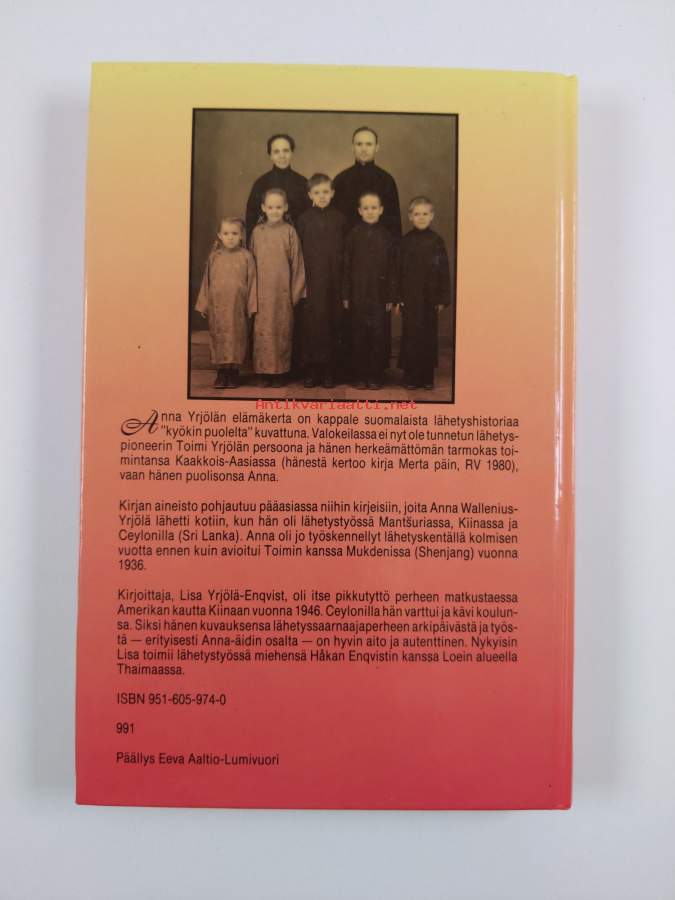 Antikvariaatti.net
Anna Yrjölän elämäkerta on kappale suomalaista lähetyshistoriaa
"kyökin puolelta" kuvattuna. Valokeilassa ei nyt ole tunnetun lähetys-
pioneerin Toimi Yrjölän persoona ja hänen herkeämättömän tarmokas toi-
mintansa Kaakkois-Aasiassa (hänestä kertoo kirja Merta päin, RV 1980),
vaan hänen puolisonsa Anna.
Kirjan aineisto pohjautuu pääasiassa niihin kirjeisiin, joita Anna Wallenius-
Yrjölä lähetti kotiin, kun hän oli lähetystyössä Mantšuriassa, Kiinassa ja
Ceylonilla (Sri Lanka). Anna oli jo työskennellyt lähetyskentällä kolmisen
vuotta ennen kuin avioitui Toimin kanssa Mukdenissa (Shenjang) vuonna
1936.
Kirjoittaja, Lisa Yrjölä-Enqvist, oli itse pikkutyttö perheen matkustaessa
Amerikan kautta Kiinaan vuonna 1946. Ceylonilla hän varttui ja kävi koulun-
sa. Siksi hänen kuvauksensa lähetyssaarnaajaperheen arkipäivästä ja työs-
tä — erityisesti Anna-äidin osalta — on hyvin aito ja autenttinen. Nykyisin
Lisa toimii lähetystyössä miehensä Håkan Enqvistin kanssa Loein alueella
Thaimaassa.
ISBN 951-605-974-0
991
Päällys Eeva Aaltio-Lumivuori